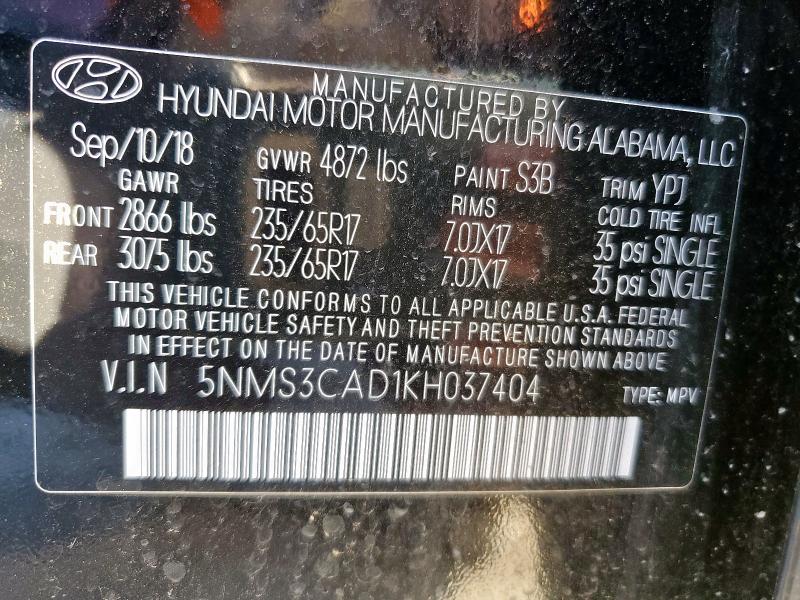 MANUFACTURED BY
HYUNDAI MOTOR MANUFACTURING ALABAMA, LLC
Sep/10/18 GVWR 4872 lbs PAINT S3B TRIM YPJ
GAWR TIRES RIMS COLD TIRE INFL
FRONT 2866 lbs 235/65R17 7.0JX17 35 psi SINGLE
REAR 3075 lbs 235/65R17 7.0JX17 35 psi SINGLE
THIS VEHICLE CONFORMS TO ALL APPLICABLE U.S.A. FEDERAL
MOTOR VEHICLE SAFETY AND THEFT PREVENTION STANDARDS
IN EFFECT ON THE DATE OF MANUFACTURE SHOWN ABOVE
V.I.N 5NMS3CAD1KH037404 TYPE: MPV